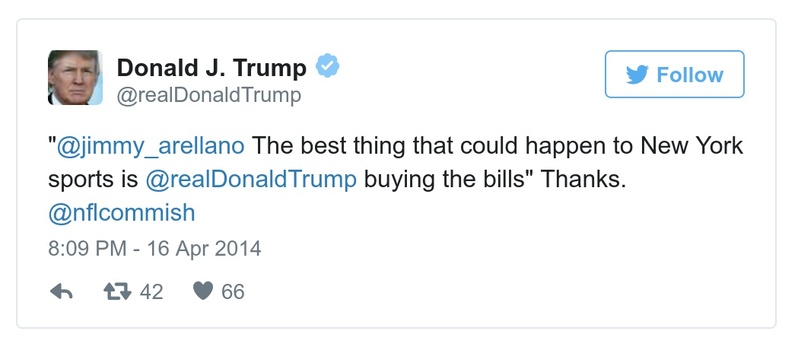 Donald J. Trump
@realDonaldTrump
Follow
"@jimmy_arellano The best thing that could happen to New York
sports is @realDonaldTrump buying the bills" Thanks.
@nflcommish
8:09 PM - 16 Apr 2014
42 66